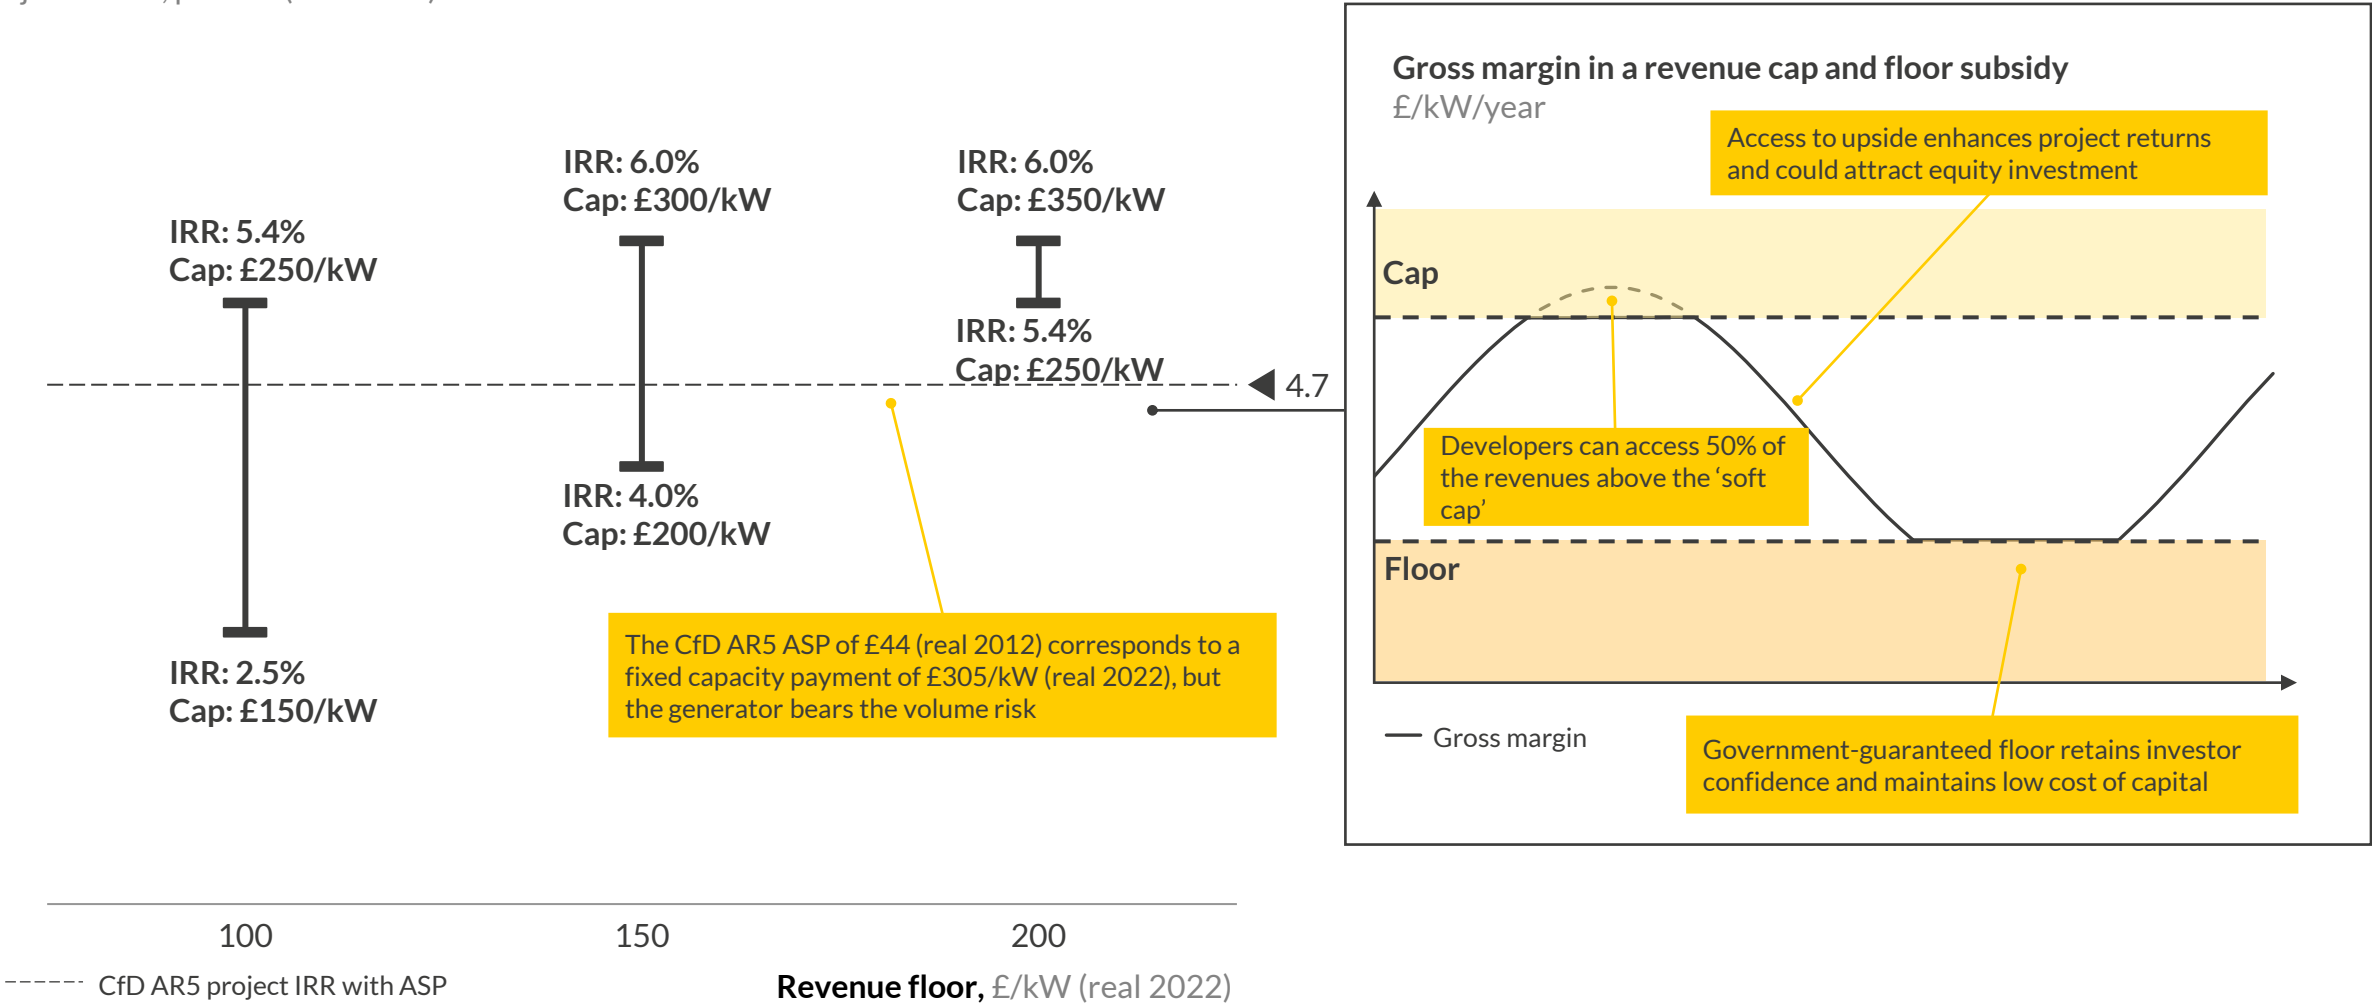 IRR: 5.4%
Cap: £250/kW
IRR: 2.5%
Cap: £150/kW
IRR: 6.0%
Cap: £300/kW
IRR: 4.0%
Cap: £200/kW
IRR: 6.0%
Cap: £350/kW
IRR: 5.4%
Cap: £250/kW
4.7
The CfD AR5 ASP of £44 (real 2012) corresponds to a
fixed capacity payment of £305/kW (real 2022), but
the generator bears the volume risk
100
150
200
CfD AR5 project IRR with ASP
Revenue floor, £/kW (real 2022)
Gross margin in a revenue cap and floor subsidy
£/kW/year
Access to upside enhances project returns
and could attract equity investment
Cap
Developers can access 50% of
the revenues above the ‘soft
cap’
Floor
Gross margin
Government-guaranteed floor retains investor
confidence and maintains low cost of capital